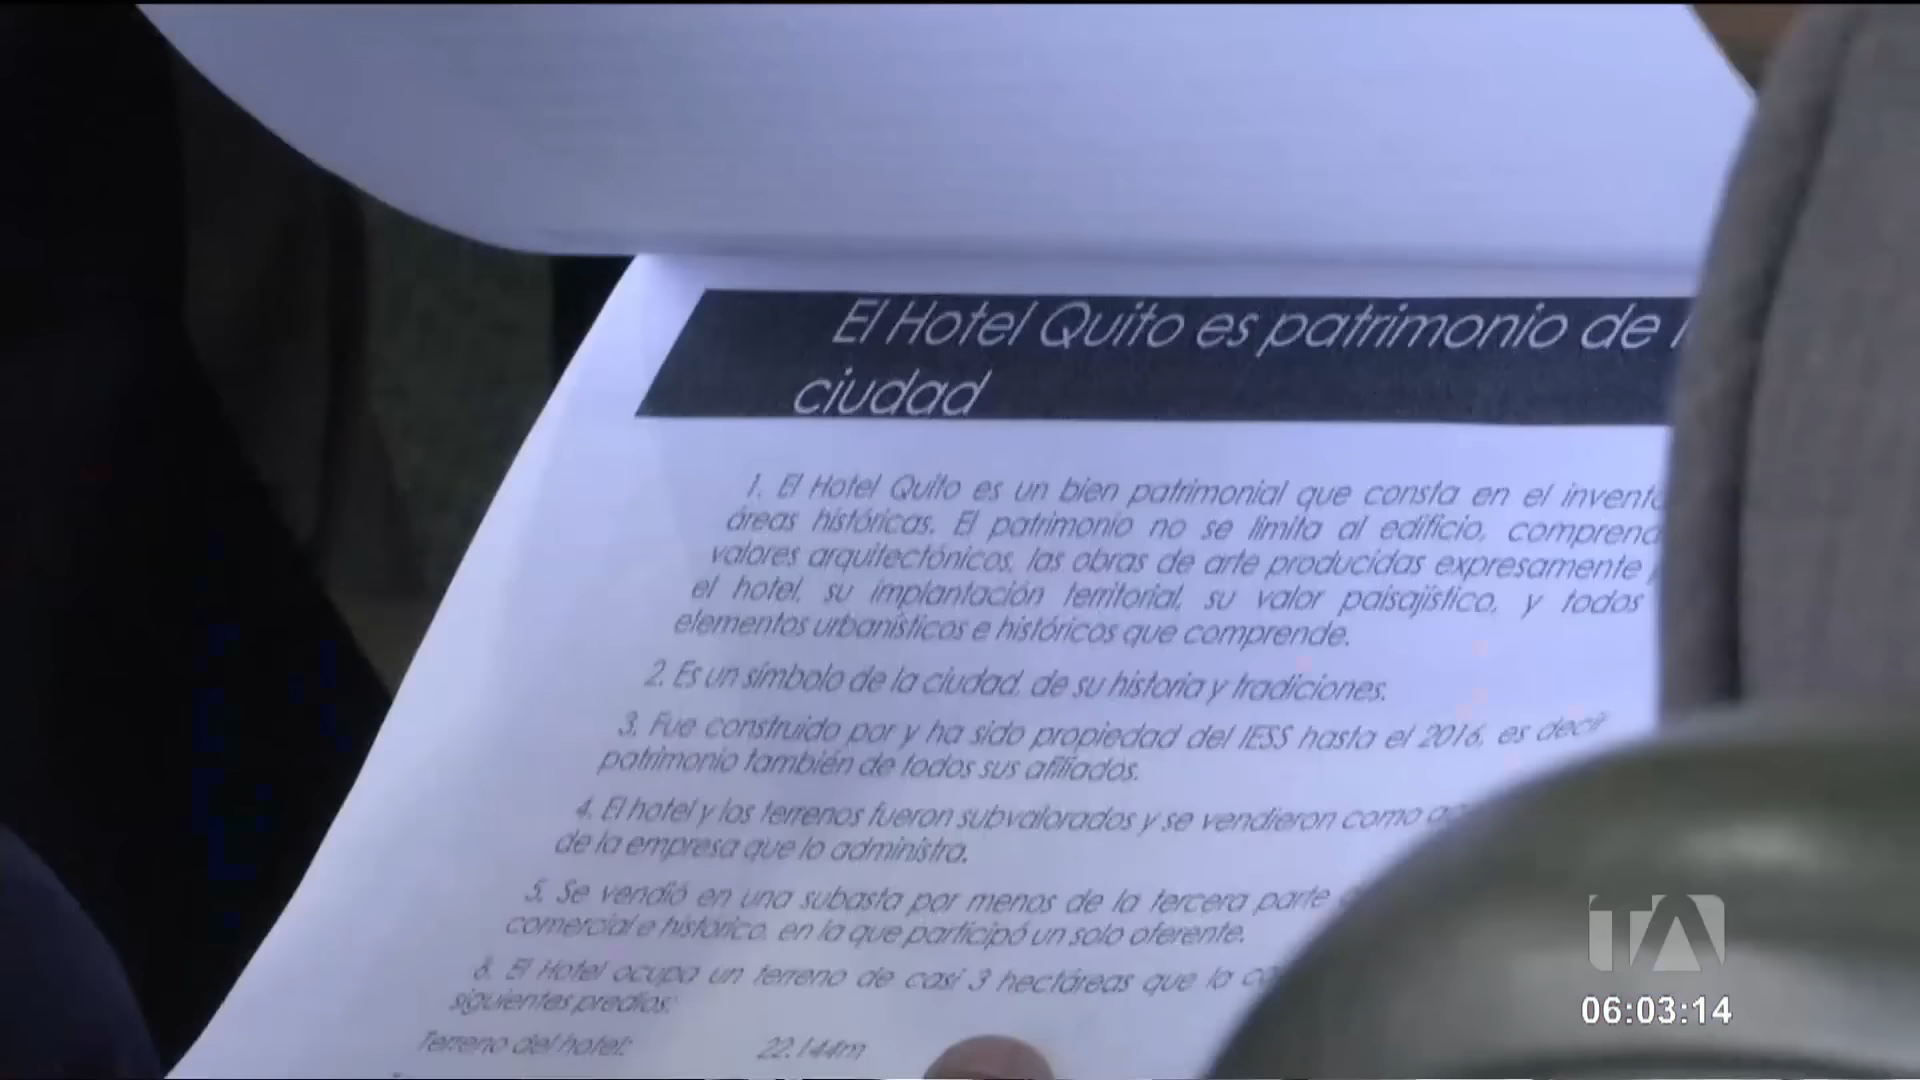 El Hotel Quito es patrimonio de
ciudad
1. El Hotel Quito es un bien patrimonial que consta en el
áreas históricas. El patrimonio no se limita al edificio,
valores arquitectónicos, las obras de arte producidas expresamente
el hotel, su implantación territorial, su valor paisajístico, y todos
elementos urbanísticos e históricos que comprende.
2. Es un símbolo de la ciudad, de su historia y tradiciones.
3. Fue construido por y ha sido propiedad del IESS hasta el 2016, es decir
patrimonio también de todos sus afiliados.
4. El hotel y los terrenos fueron subvalorados y se vendieron como
de la empresa que lo administra.
5. Se vendió en una subasta por menos de la tercera parte
comercial e histórico, en la que participó un solo oferente.
6. El Hotel ocupa un terreno de casi 3 hectáreas que la
siguientes predios:
Terreno del hotel: 22.144m
TA
06:03:14